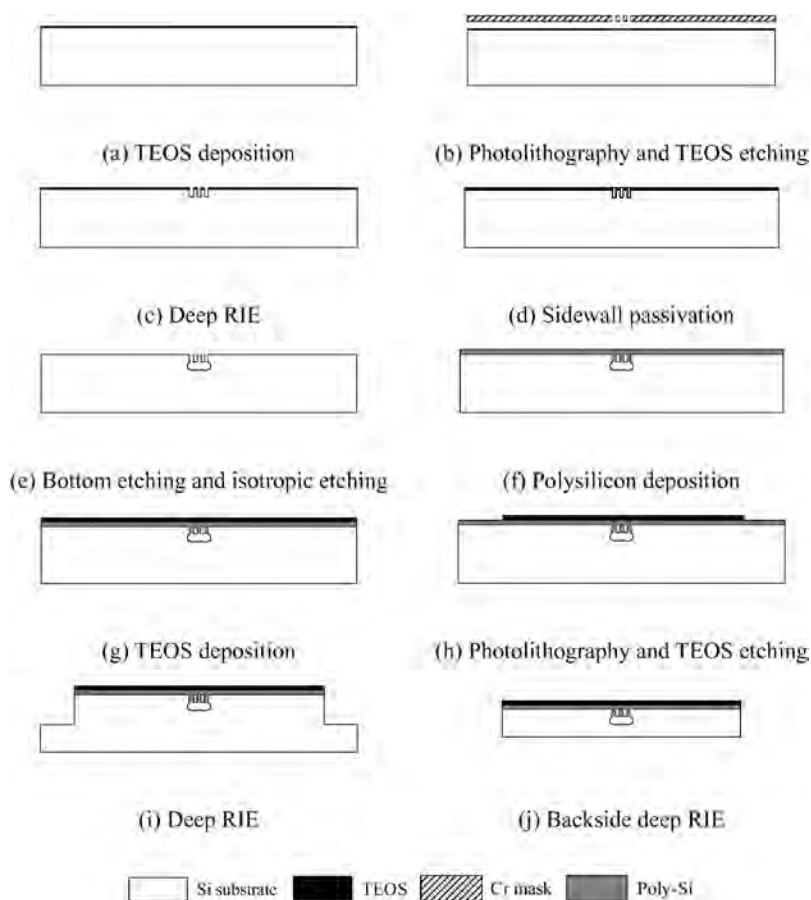 (a) TEOS deposition
(b) Photolithography and TEOS etching
(c) Deep RIE
(d) Sidewall passivation
(e) Bottom etching and isotropic etching
(f) Polysilicon deposition
(g) TEOS deposition
(h) Photolithography and TEOS etching
(i) Deep RIE
(j) Backside deep RIE
Si substrate TEOS Cr mask Poly-Si